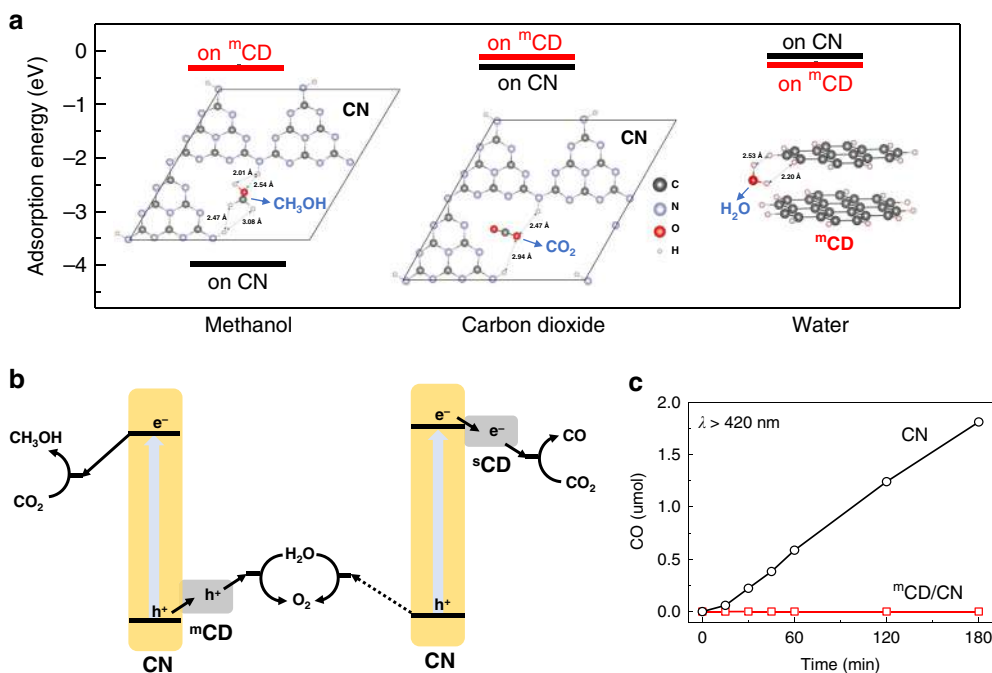 a
Adsorption energy (eV)
0
−1
−2
−3
−4
on ᵐCD
CN
2.01 Å
2.54 Å
CH₃OH
2.47 Å
3.08 Å
on CN
Methanol
on ᵐCD
on CN
CN
2.47 Å
CO₂
2.94 Å
C
N
O
H
Carbon dioxide
on CN
on ᵐCD
2.53 Å
2.20 Å
H₂O
ᵐCD
Water
b
e⁻
CH₃OH
CO₂
h⁺
h⁺
ᵐCD
CN
H₂O
O₂
e⁻
e⁻
ˢCD
CO
CO₂
h⁺
CN
c
λ > 420 nm
CN
ᵐCD/CN
CO (umol)
2.0
1.5
1.0
0.5
0.0
0 60 120 180
Time (min)